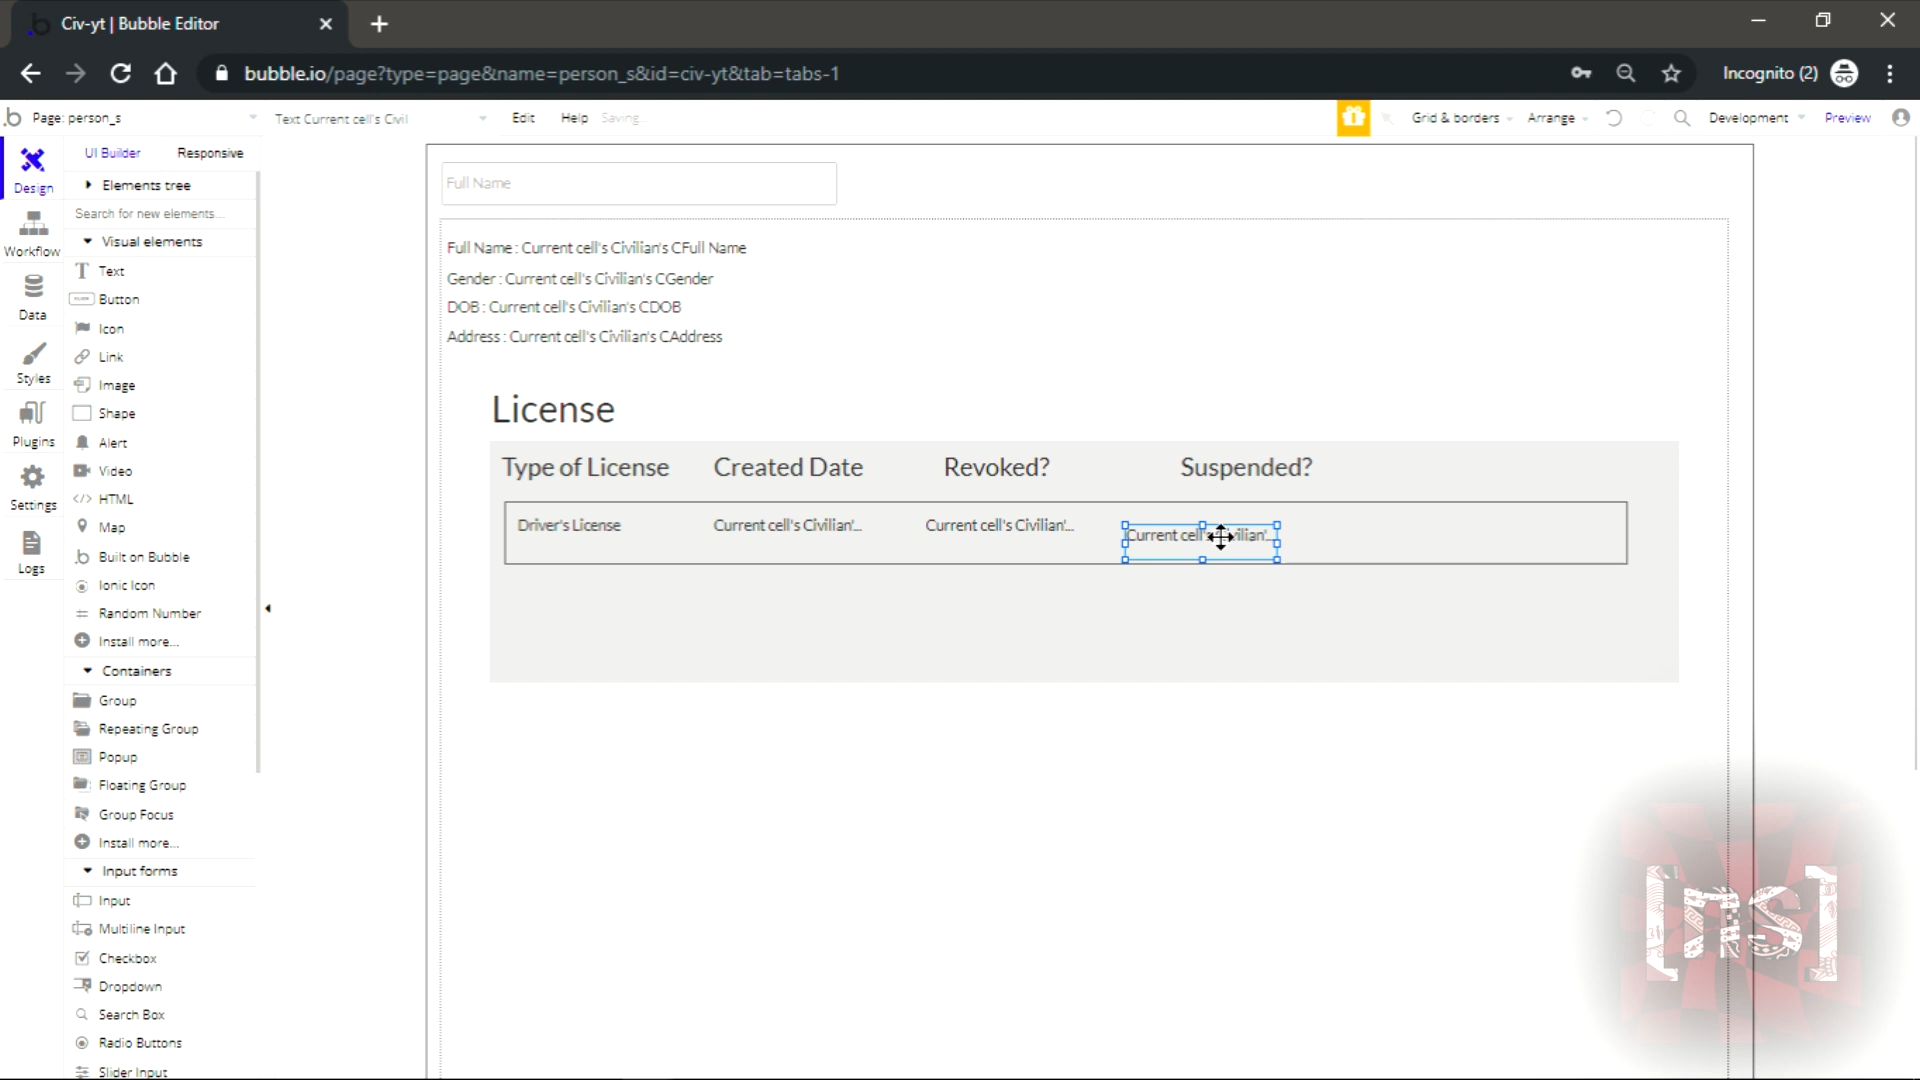 Civ-yt | Bubble Editor
bubble.io/page?type=page&name=person_s&id=civ-yt&tab=tabs-1
Incognito (2)
Page: person_s
Text Current cell's Civil
Edit
Help
Saving...
Grid & borders
Arrange
Development
Preview
UI Builder
Responsive
Design
Elements tree
Search for new elements...
Workflow
Visual elements
Text
Button
Data
Icon
Link
Styles
Image
Shape
Plugins
Alert
Video
Settings
HTML
Map
Logs
Built on Bubble
Ionic Icon
Random Number
Install more...
Containers
Group
Repeating Group
Popup
Floating Group
Group Focus
Install more...
Input forms
Input
Multiline Input
Checkbox
Dropdown
Search Box
Radio Buttons
Slider Input
Full Name
Full Name : Current cell's Civilian's CFull Name
Gender : Current cell's Civilian's CGender
DOB : Current cell's Civilian's CDOB
Address : Current cell's Civilian's CAddress
License
Type of License Created Date Revoked? Suspended?
Driver's License Current cell's Civilian'... Current cell's Civilian'... Current cell's Civilian'...
[ns]